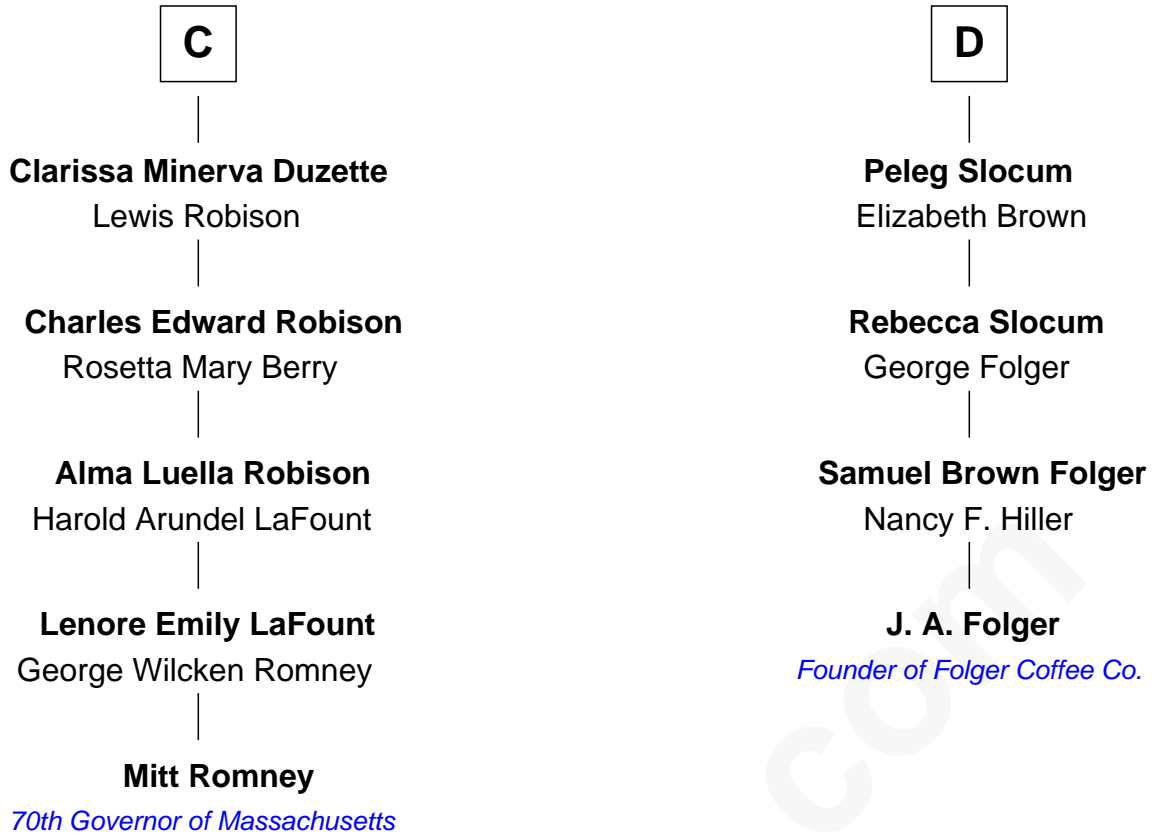 C
Clarissa Minerva Duzette
Lewis Robison
Charles Edward Robison
Rosetta Mary Berry
Alma Luella Robison
Harold Arundel LaFount
Lenore Emily LaFount
George Wilcken Romney
Mitt Romney
70th Governor of Massachusetts
D
Peleg Slocum
Elizabeth Brown
Rebecca Slocum
George Folger
Samuel Brown Folger
Nancy F. Hiller
J. A. Folger
Founder of Folger Coffee Co.
com